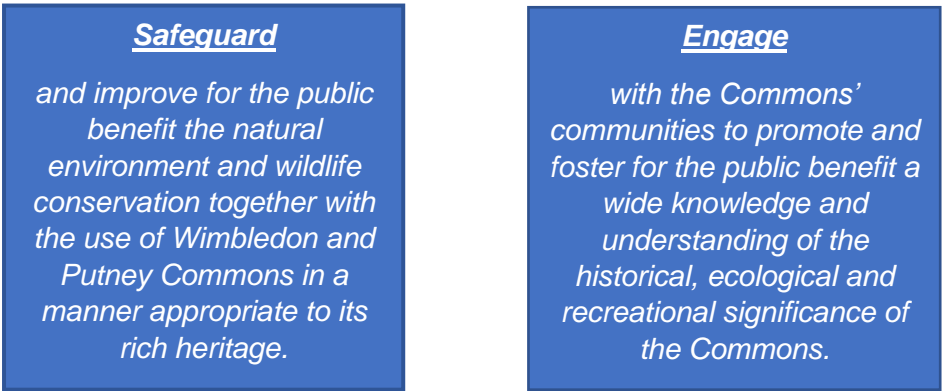 Safeguard
and improve for the public
benefit the natural
environment and wildlife
conservation together with
the use of Wimbledon and
Putney Commons in a
manner appropriate to its
rich heritage.
Engage
with the Commons’
communities to promote and
foster for the public benefit a
wide knowledge and
understanding of the
historical, ecological and
recreational significance of
the Commons.